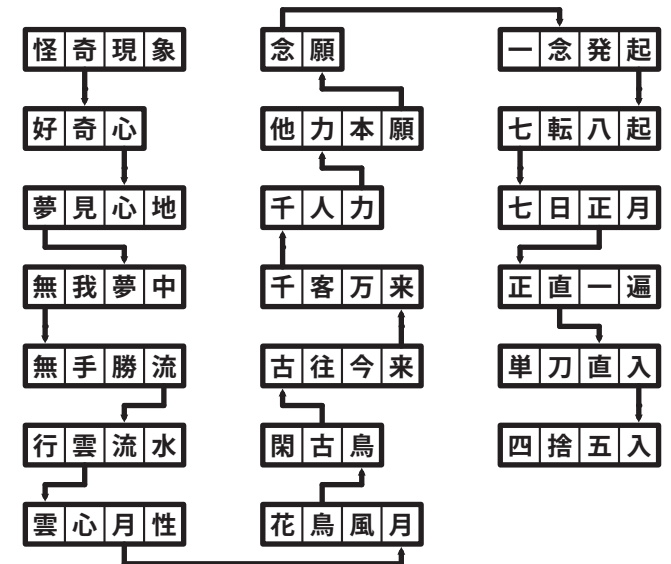 怪奇現象
好奇心
夢見心地
無我夢中
無手勝流
行雲流水
雲心月性
花鳥風月
閑古鳥
古往今来
千客万来
千人力
他力本願
念願
一念発起
七転八起
七日正月
正直一遍
単刀直入
四捨五入